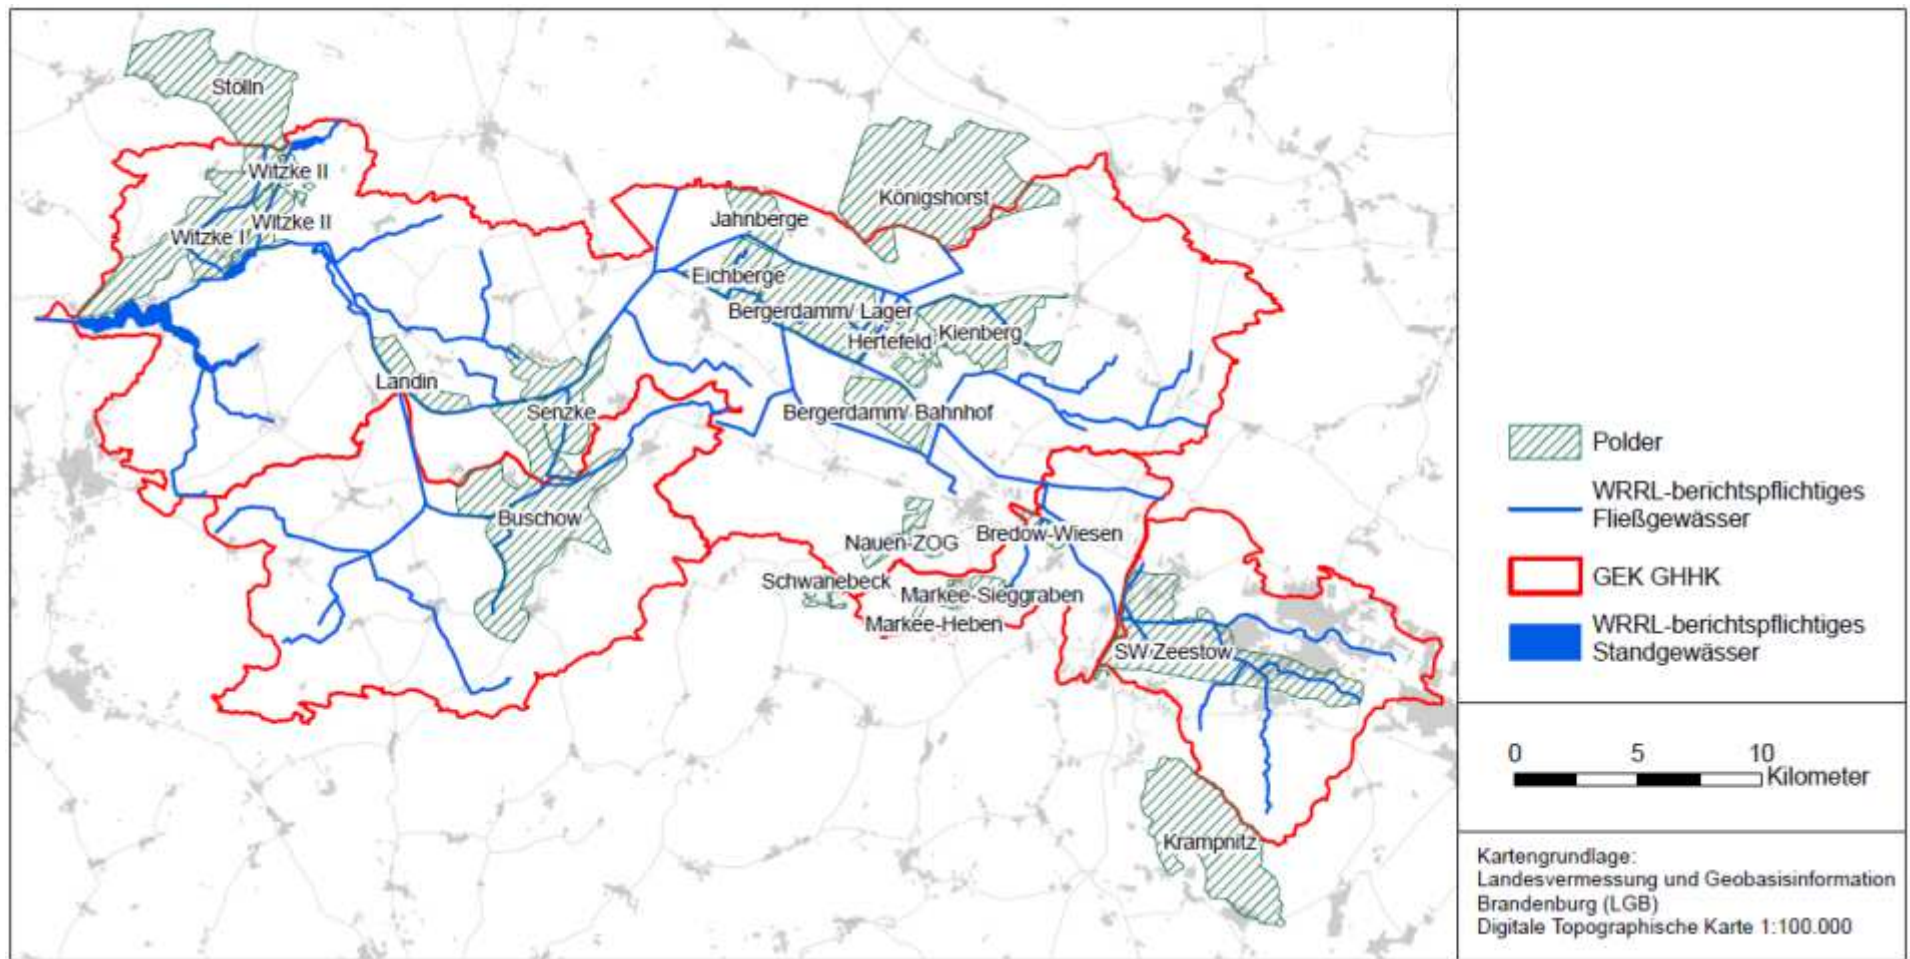 Stölln
Witzke II
Witzke II
Witzke I
Jahnberge
Königshorst
Eichberge
Bergerdamm/ Lager
Hertefeld
Kienberg
Landin
Senzke
Bergerdamm/ Bahnhof
Buschow
Nauen-ZOG
Bredow-Wiesen
Schwanebeck
Markee-Sieggraben
Markee-Heben
SW Zeestow
Krampnitz
Polder
WRRL-berichtspflichtiges
Fließgewässer
GEK GHHK
WRRL-berichtspflichtiges
Standgewässer
0 5 10
Kilometer
Kartengrundlage:
Landesvermessung und Geobasisinformation
Brandenburg (LGB)
Digitale Topographische Karte 1:100.000